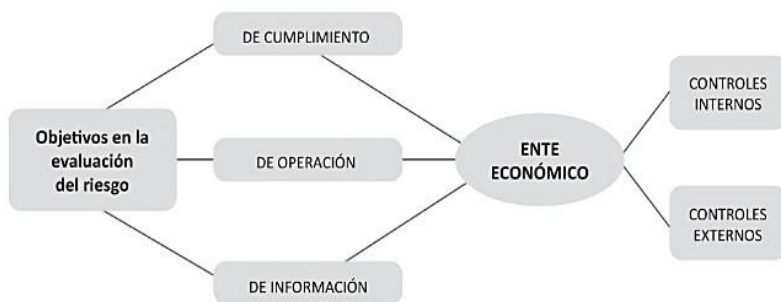 Objetivos en la
evaluación
del riesgo
DE CUMPLIMIENTO
DE OPERACIÓN
DE INFORMACIÓN
ENTE
ECONÓMICO
CONTROLES
INTERNOS
CONTROLES
EXTERNOS